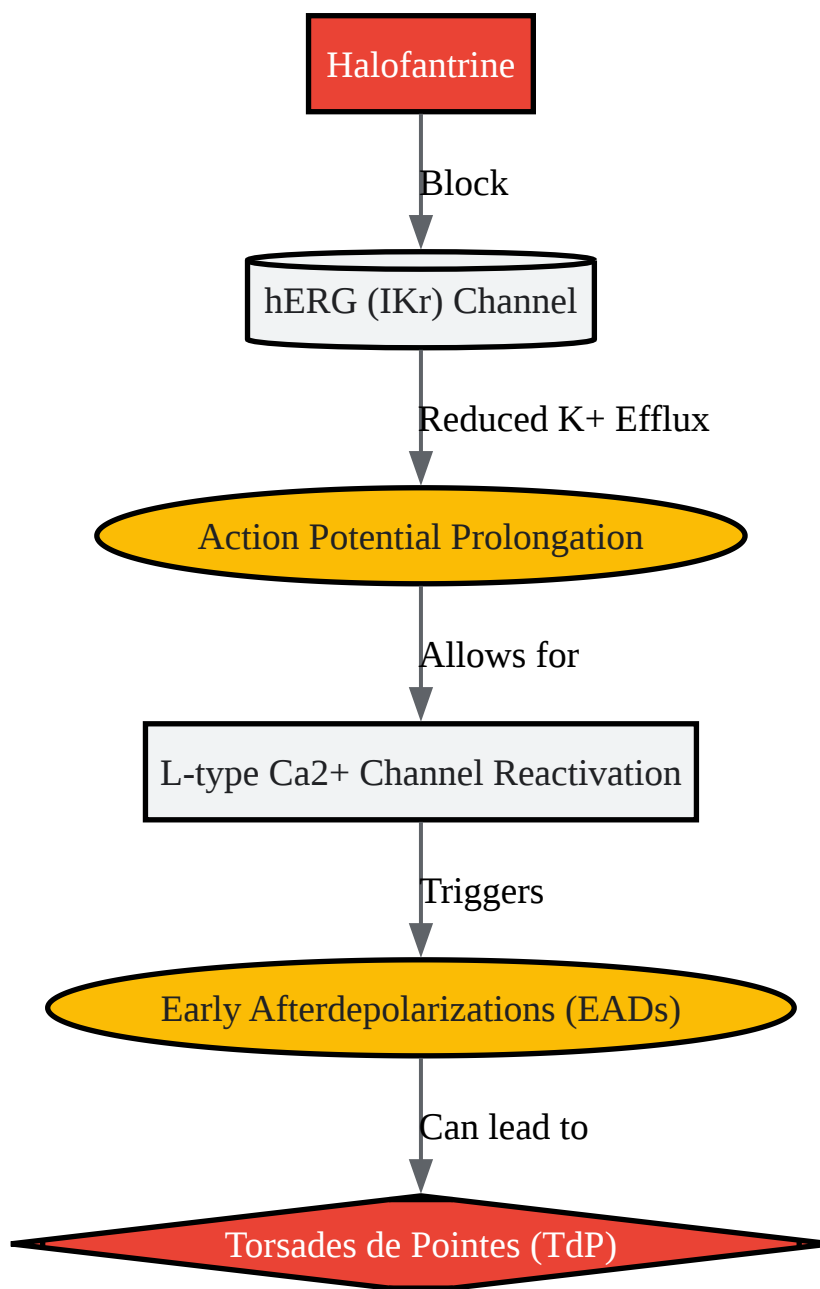 Halofantrine
Block
hERG (IKr) Channel
Reduced K+ Efflux
Action Potential Prolongation
Allows for
L-type Ca2+ Channel Reactivation
Triggers
Early Afterdepolarizations (EADs)
Can lead to
Torsades de Pointes (TdP)